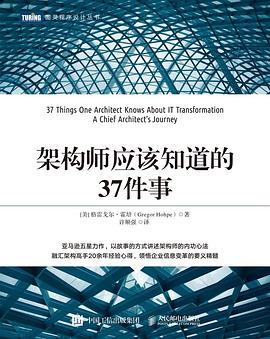 TURING 图灵程序设计丛书
37 Things One Architect Knows About IT Transformation
A Chief Architect's Journey
架构师应该知道的
37件事
[美] 格雷戈尔·霍培（Gregor Hohpe）著
许顺强 译
亚马逊五星力作，以故事的方式讲述架构师的内功心法
融汇架构高手20余年经验心得，领悟企业信息变革的要义精髓
中国工信出版集团
人民邮电出版社